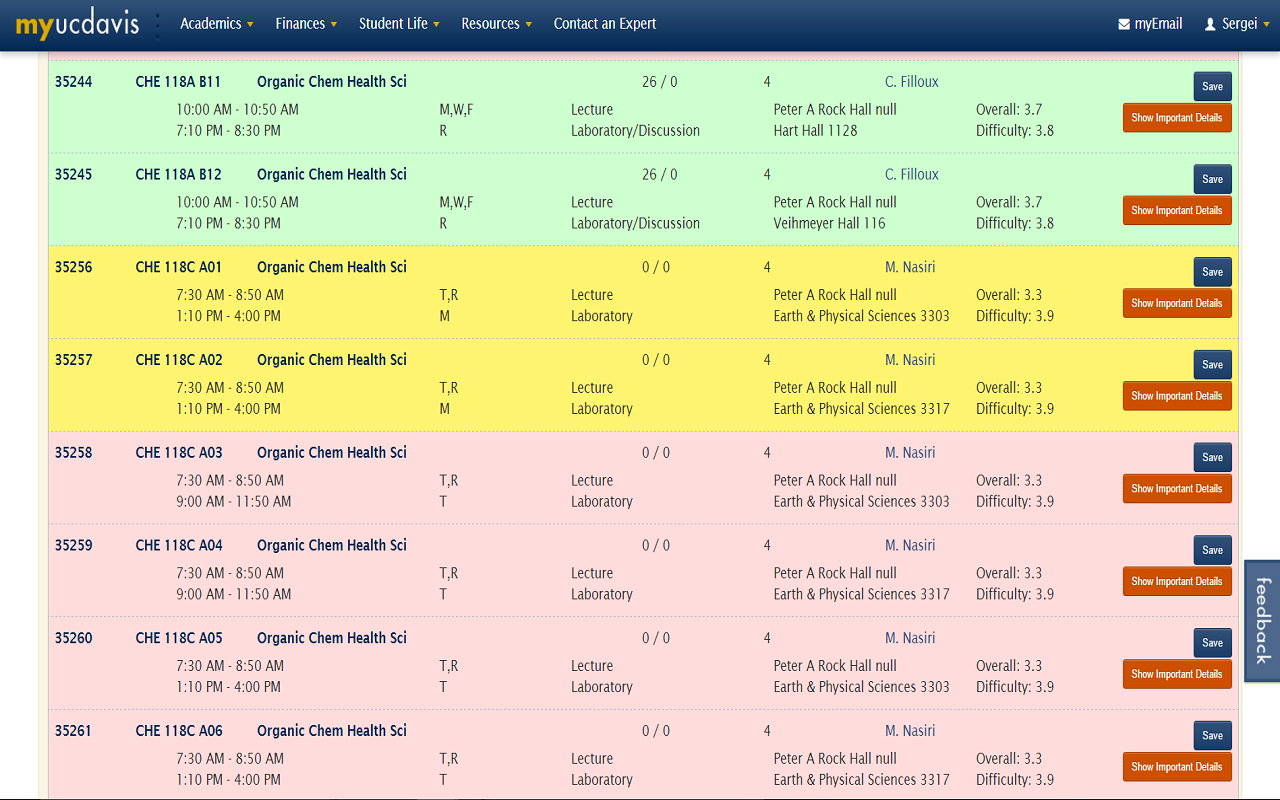 myucdavis Academics Finances Student Life Resources Contact an Expert myEmail Sergei
35244 CHE 118A B11 Organic Chem Health Sci 26 / 0 4 C. Filloux Save
10:00 AM - 10:50 AM M,W,F Lecture Peter A Rock Hall null Overall: 3.7 Show Important Details
7:10 PM - 8:30 PM R Laboratory/Discussion Hart Hall 1128 Difficulty: 3.8
35245 CHE 118A B12 Organic Chem Health Sci 26 / 0 4 C. Filloux Save
10:00 AM - 10:50 AM M,W,F Lecture Peter A Rock Hall null Overall: 3.7 Show Important Details
7:10 PM - 8:30 PM R Laboratory/Discussion Veihmeyer Hall 116 Difficulty: 3.8
35256 CHE 118C A01 Organic Chem Health Sci 0 / 0 4 M. Nasiri Save
7:30 AM - 8:50 AM T,R Lecture Peter A Rock Hall null Overall: 3.3 Show Important Details
1:10 PM - 4:00 PM M Laboratory Earth & Physical Sciences 3303 Difficulty: 3.9
35257 CHE 118C A02 Organic Chem Health Sci 0 / 0 4 M. Nasiri Save
7:30 AM - 8:50 AM T,R Lecture Peter A Rock Hall null Overall: 3.3 Show Important Details
1:10 PM - 4:00 PM M Laboratory Earth & Physical Sciences 3317 Difficulty: 3.9
35258 CHE 118C A03 Organic Chem Health Sci 0 / 0 4 M. Nasiri Save
7:30 AM - 8:50 AM T,R Lecture Peter A Rock Hall null Overall: 3.3 Show Important Details
9:00 AM - 11:50 AM T Laboratory Earth & Physical Sciences 3303 Difficulty: 3.9
35259 CHE 118C A04 Organic Chem Health Sci 0 / 0 4 M. Nasiri Save
7:30 AM - 8:50 AM T,R Lecture Peter A Rock Hall null Overall: 3.3 Show Important Details
9:00 AM - 11:50 AM T Laboratory Earth & Physical Sciences 3317 Difficulty: 3.9
feedback
35260 CHE 118C A05 Organic Chem Health Sci 0 / 0 4 M. Nasiri Save
7:30 AM - 8:50 AM T,R Lecture Peter A Rock Hall null Overall: 3.3 Show Important Details
1:10 PM - 4:00 PM T Laboratory Earth & Physical Sciences 3303 Difficulty: 3.9
35261 CHE 118C A06 Organic Chem Health Sci 0 / 0 4 M. Nasiri Save
7:30 AM - 8:50 AM T,R Lecture Peter A Rock Hall null Overall: 3.3 Show Important Details
1:10 PM - 4:00 PM T Laboratory Earth & Physical Sciences 3317 Difficulty: 3.9